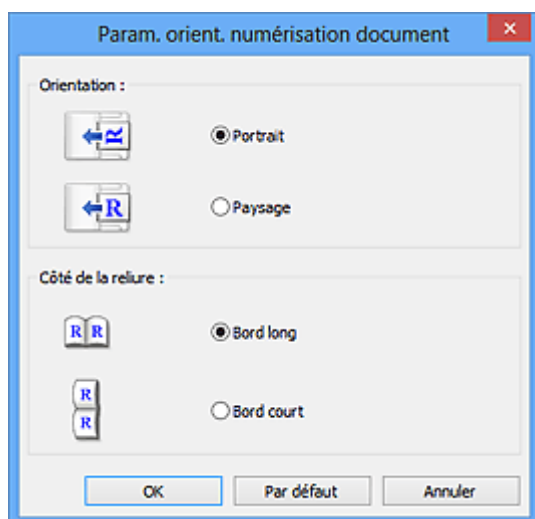 Param. orient. numérisation document
Orientation :
R
Portrait
R
Paysage
Côté de la reliure :
R R
Bord long
R
R
Bord court
OK Par défaut Annuler